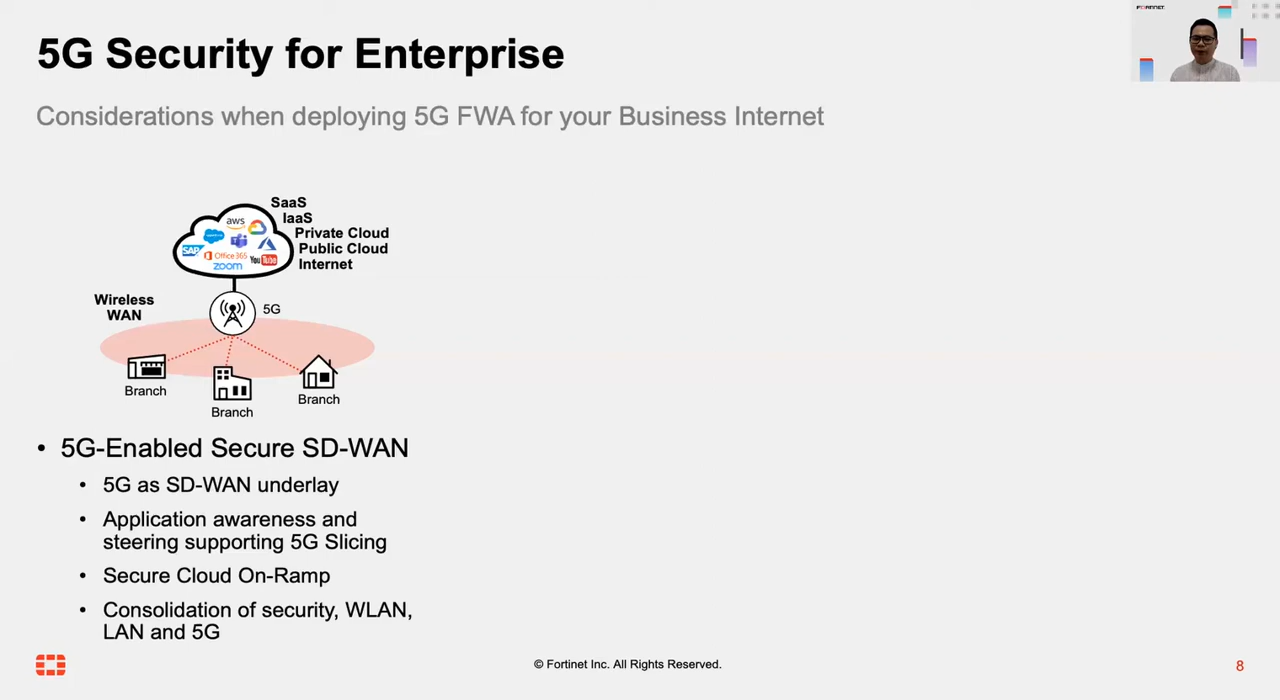 5G Security for Enterprise
FORTINET
Considerations when deploying 5G FWA for your Business Internet
SaaS
IaaS
Private Cloud
Public Cloud
Internet
aws
SAP
Office 365
YouTube
zoom
Wireless
WAN
5G
Branch
Branch
Branch
• 5G-Enabled Secure SD-WAN
• 5G as SD-WAN underlay
• Application awareness and
steering supporting 5G Slicing
• Secure Cloud On-Ramp
• Consolidation of security, WLAN,
LAN and 5G
© Fortinet Inc. All Rights Reserved.
8